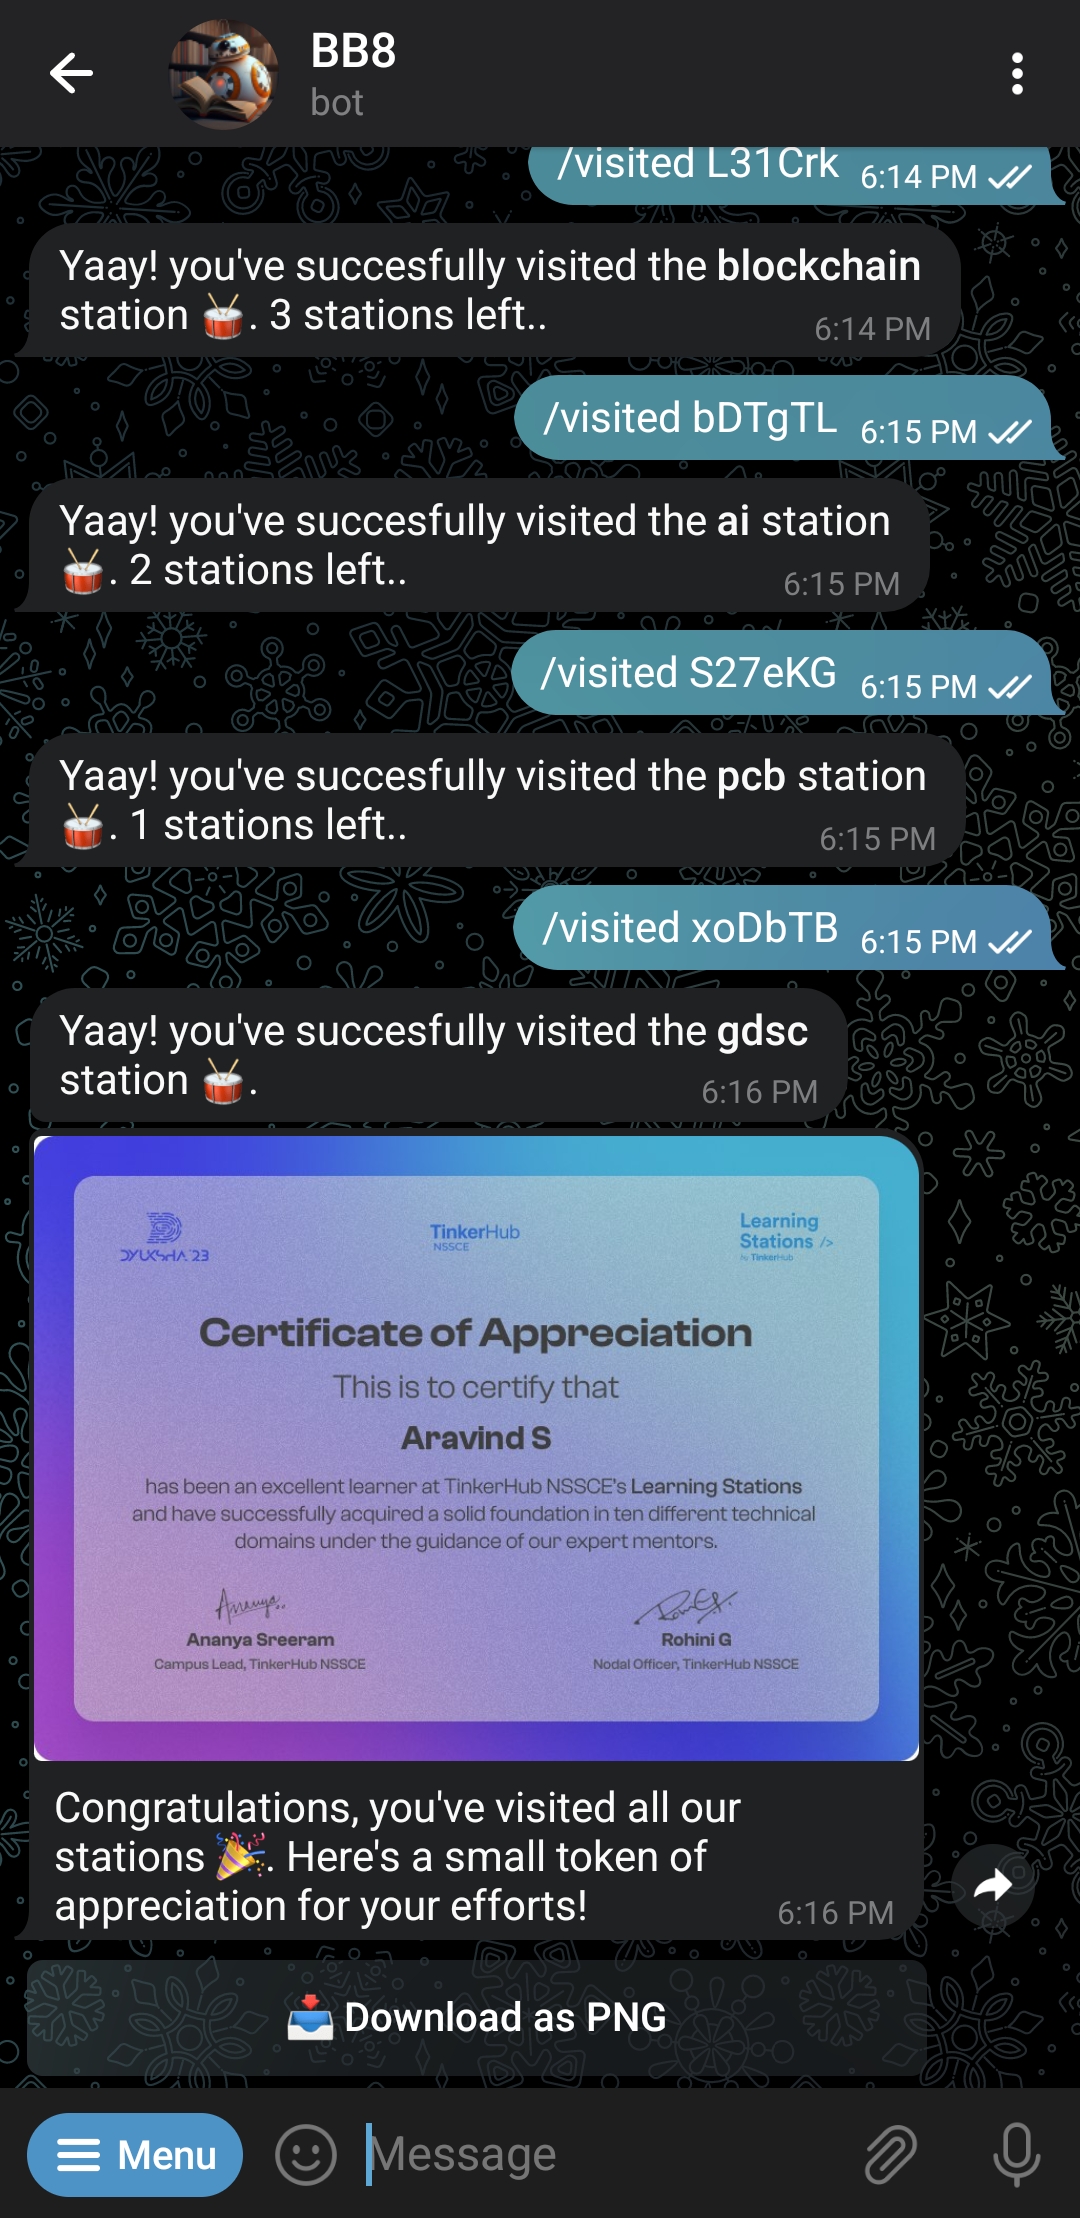 BB8
bot
/visited L31Crk 6:14 PM
Yaay! you've succesfully visited the blockchain
station 🥁. 3 stations left..
6:14 PM
/visited bDTgTL 6:15 PM
Yaay! you've succesfully visited the ai station
🥁. 2 stations left..
6:15 PM
/visited S27eKG 6:15 PM
Yaay! you've succesfully visited the pcb station
🥁. 1 stations left..
6:15 PM
/visited xoDbTB 6:15 PM
Yaay! you've succesfully visited the gdsc
station 🥁.
6:16 PM
DYUKSHA'23
TinkerHub
NSSCE
Learning
Stations />
by TinkerHub
Certificate of Appreciation
This is to certify that
Aravind S
has been an excellent learner at TinkerHub NSSCE's Learning Stations
and have successfully acquired a solid foundation in ten different technical
domains under the guidance of our expert mentors.
Ananya..
Ananya Sreeram
Campus Lead, TinkerHub NSSCE
Rohini G
Nodal Officer, TinkerHub NSSCE
Congratulations, you've visited all our
stations 🎉. Here's a small token of
appreciation for your efforts!
6:16 PM
📥 Download as PNG
Menu
Message